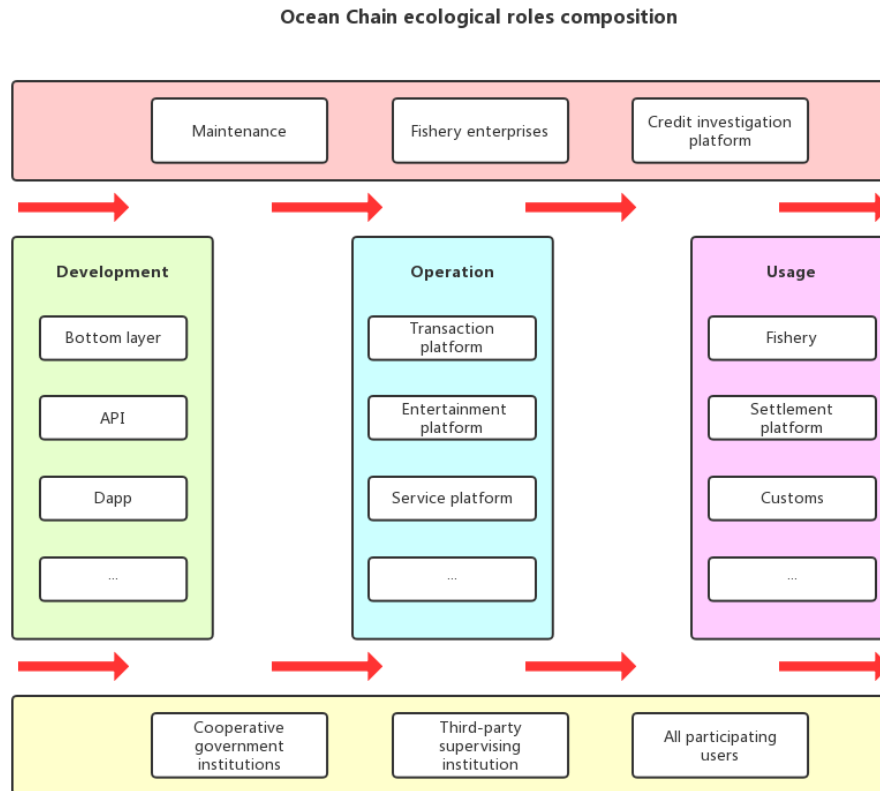 Ocean Chain ecological roles composition
Maintenance
Fishery enterprises
Credit investigation
platform
Development
Bottom layer
API
Dapp
...
Operation
Transaction
platform
Entertainment
platform
Service platform
...
Usage
Fishery
Settlement
platform
Customs
...
Cooperative
government
institutions
Third-party
supervising
institution
All participating
users